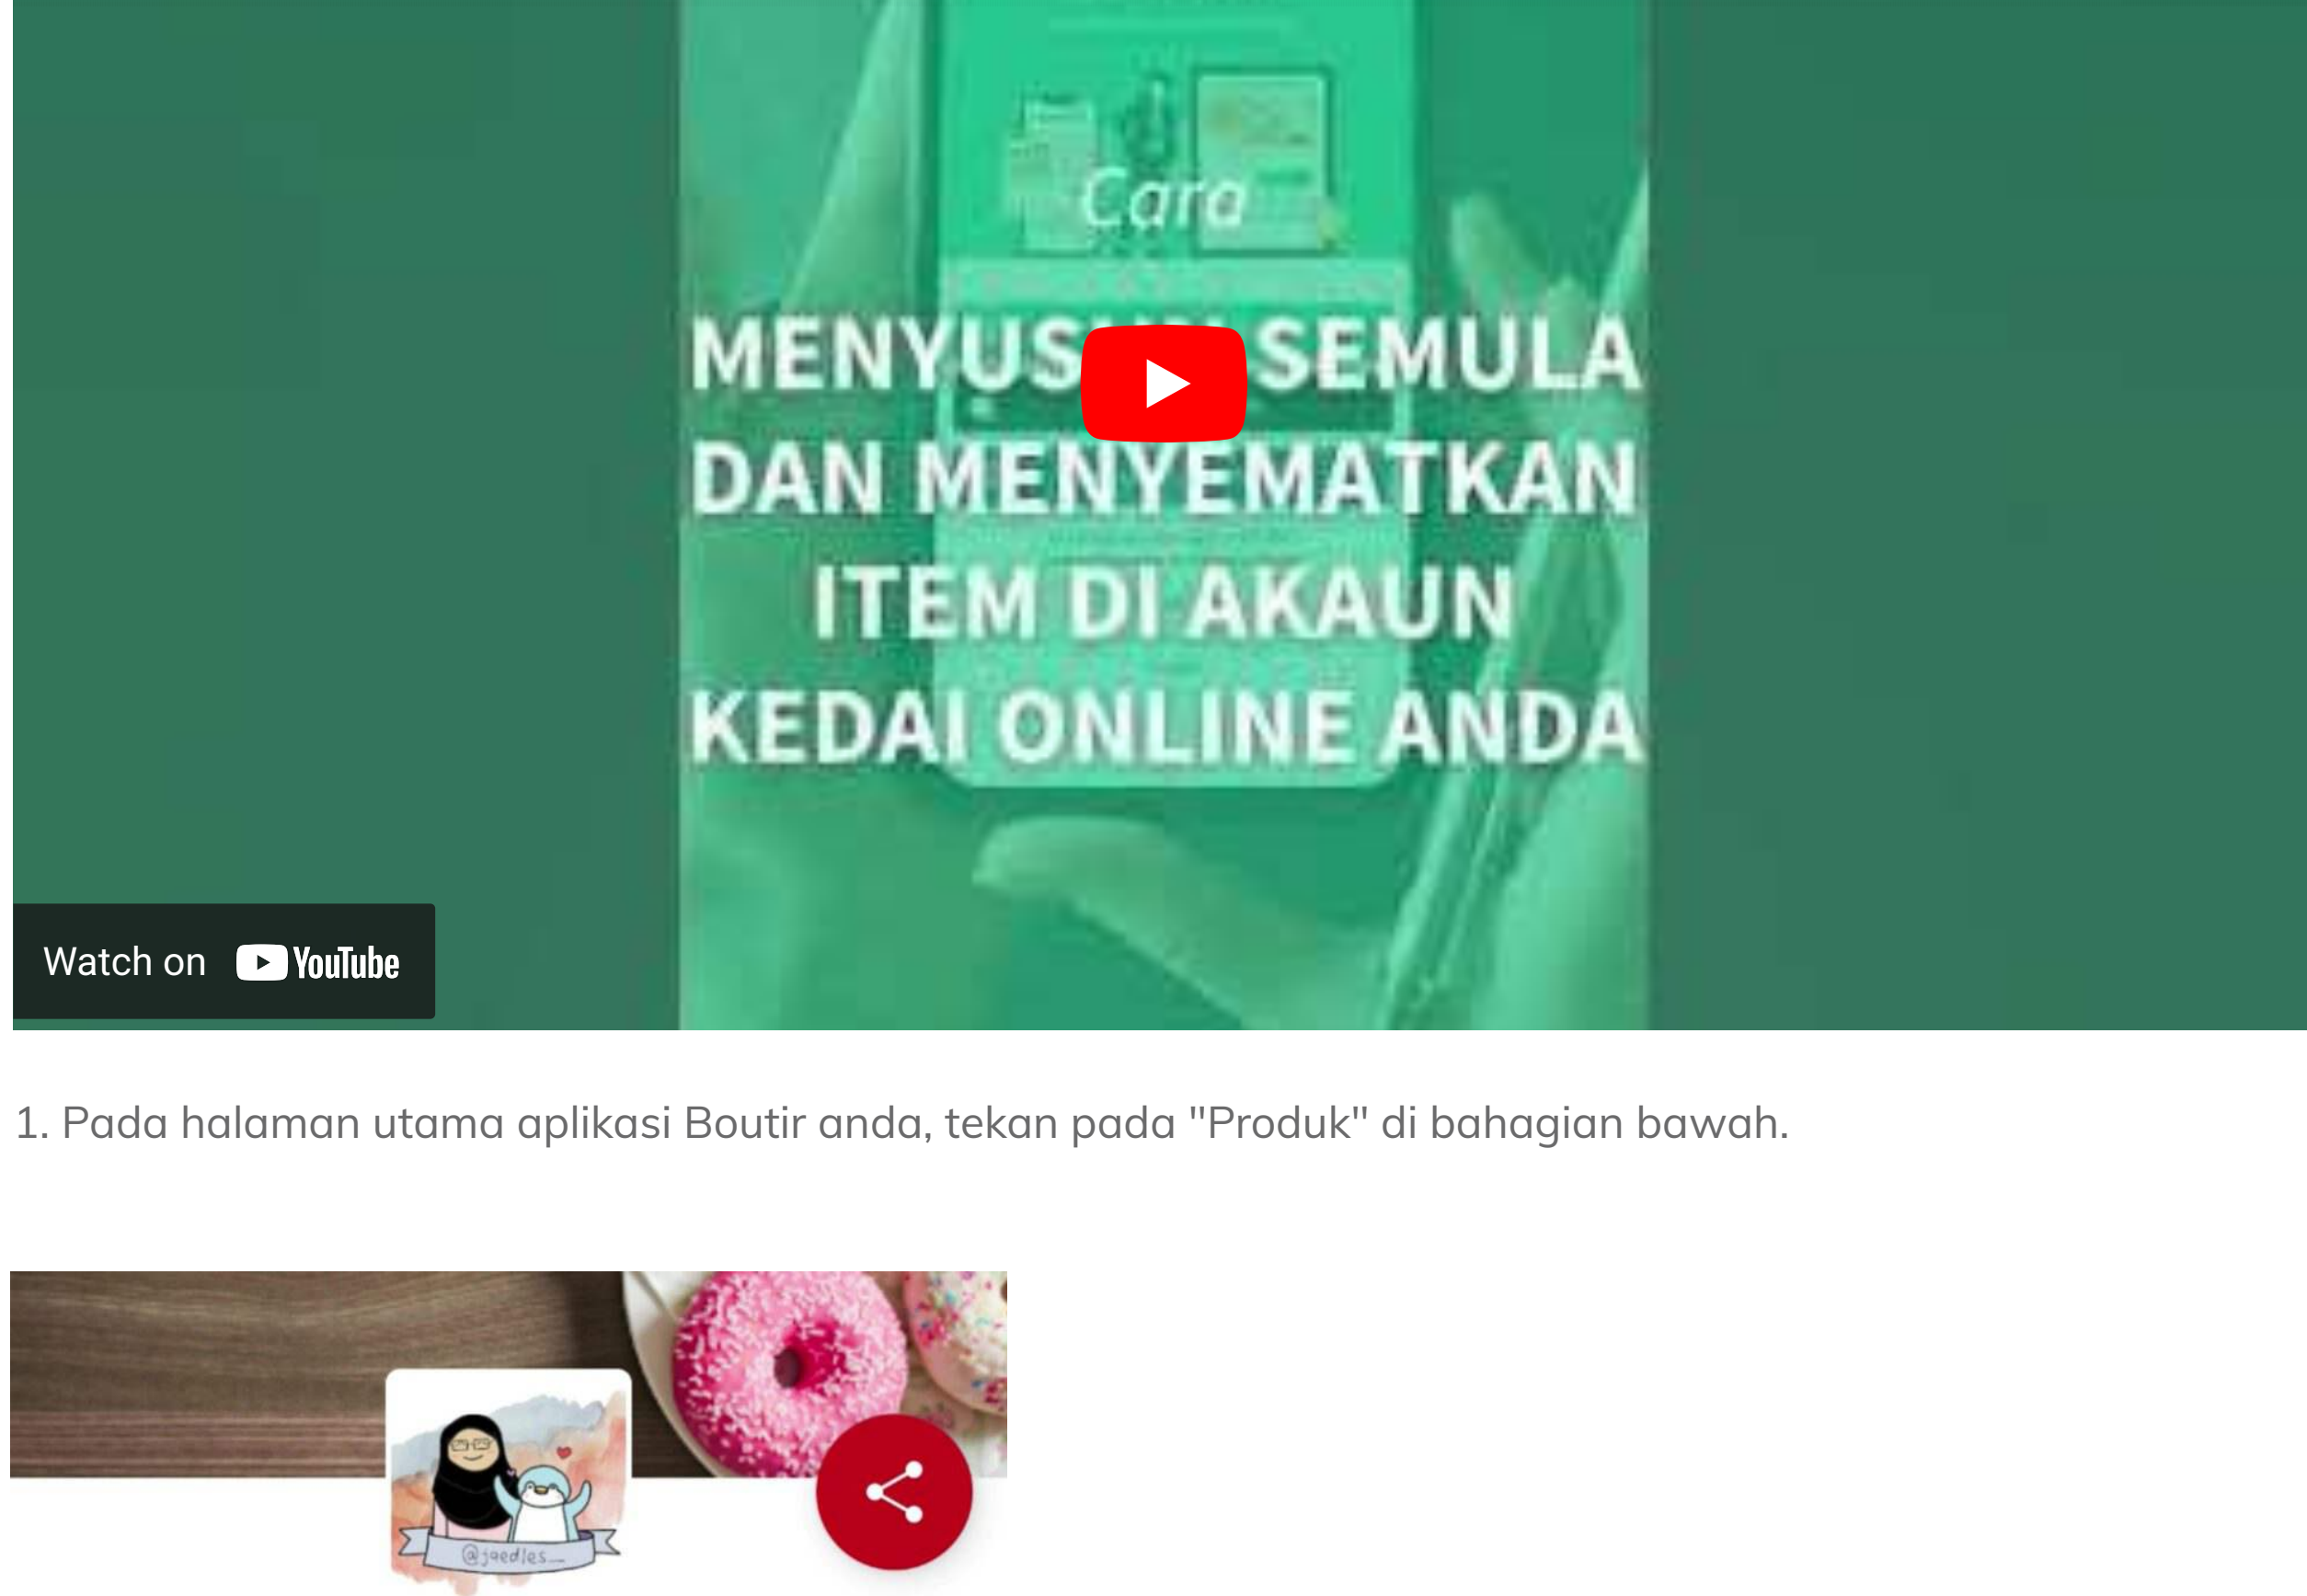 Cara
SEMULA
DAN MENYEMATKAN
ITEM DI AKAUN
KEDAI ONLINE ANDA
Watch on YouTube
1. Pada halaman utama aplikasi Boutir anda, tekan pada "Produk" di bahagian bawah.
@jaedles__